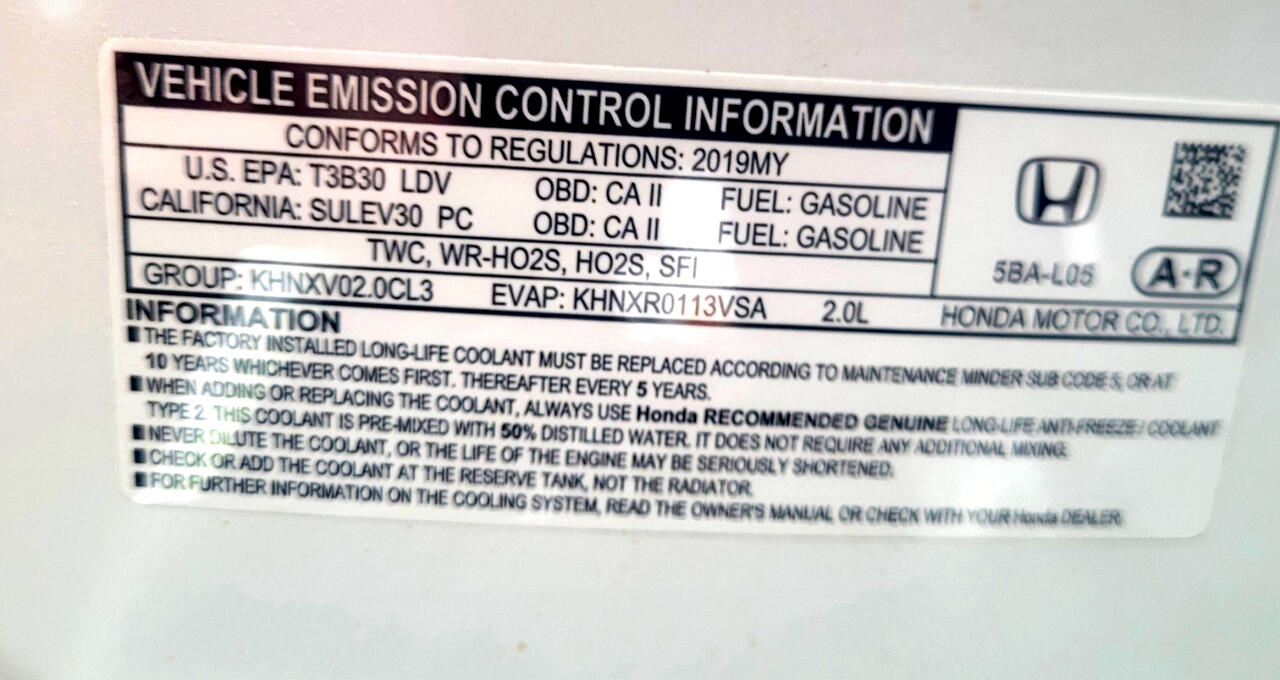 VEHICLE EMISSION CONTROL INFORMATION
CONFORMS TO REGULATIONS: 2019MY
U.S. EPA: T3B30 LDV OBD: CA II FUEL: GASOLINE
CALIFORNIA: SULEV30 PC OBD: CA II FUEL: GASOLINE
TWC, WR-HO2S, HO2S, SFI
5BA-L05 A·R
GROUP: KHNXV02.0CL3 EVAP: KHNXR0113VSA 2.0L HONDA MOTOR CO., LTD.
INFORMATION
■ THE FACTORY INSTALLED LONG-LIFE COOLANT MUST BE REPLACED ACCORDING TO MAINTENANCE MINDER SUB CODE 5, OR AT
10 YEARS WHICHEVER COMES FIRST. THEREAFTER EVERY 5 YEARS.
■ WHEN ADDING OR REPLACING THE COOLANT, ALWAYS USE Honda RECOMMENDED GENUINE LONG-LIFE ANTI-FREEZE / COOLANT
TYPE 2. THIS COOLANT IS PRE-MIXED WITH 50% DISTILLED WATER. IT DOES NOT REQUIRE ANY ADDITIONAL MIXING.
■ NEVER DILUTE THE COOLANT, OR THE LIFE OF THE ENGINE MAY BE SERIOUSLY SHORTENED.
■ CHECK OR ADD THE COOLANT AT THE RESERVE TANK, NOT THE RADIATOR.
■ FOR FURTHER INFORMATION ON THE COOLING SYSTEM, READ THE OWNER'S MANUAL OR CHECK WITH YOUR Honda DEALER.